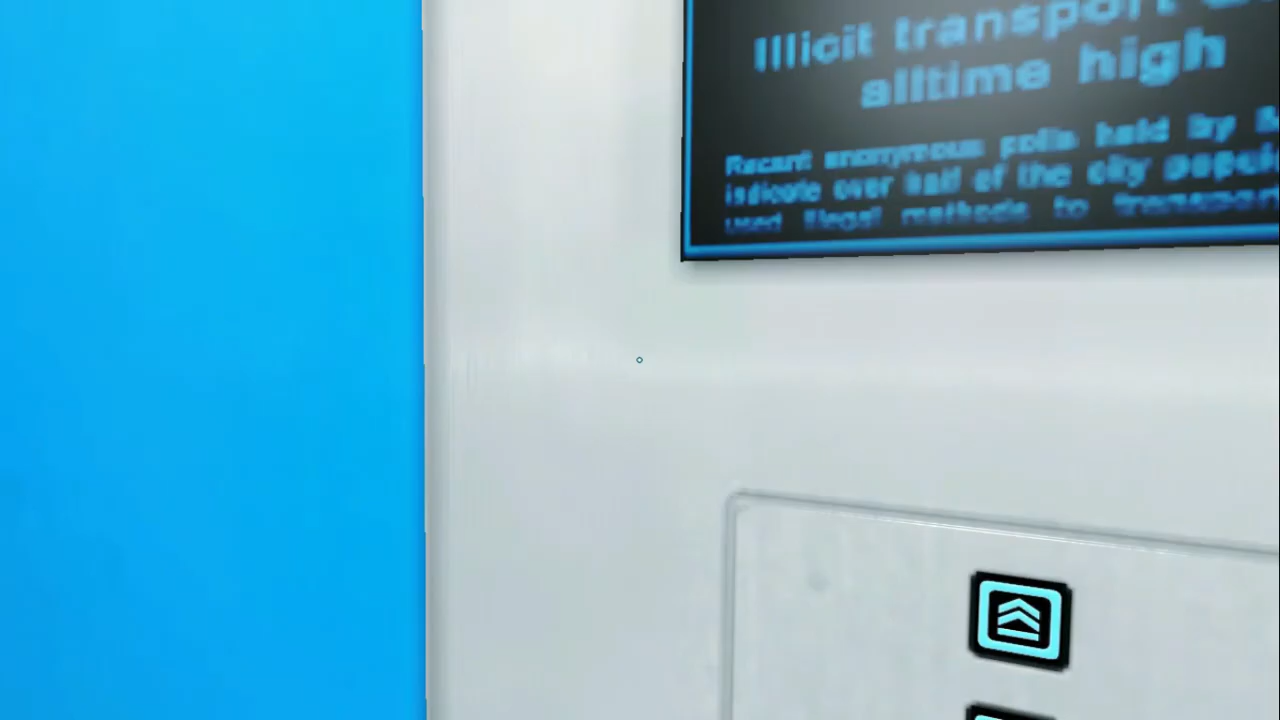 Illicit transport
alltime high
Recent anonymous polls held by
indicate over half of the city
used illegal methods to